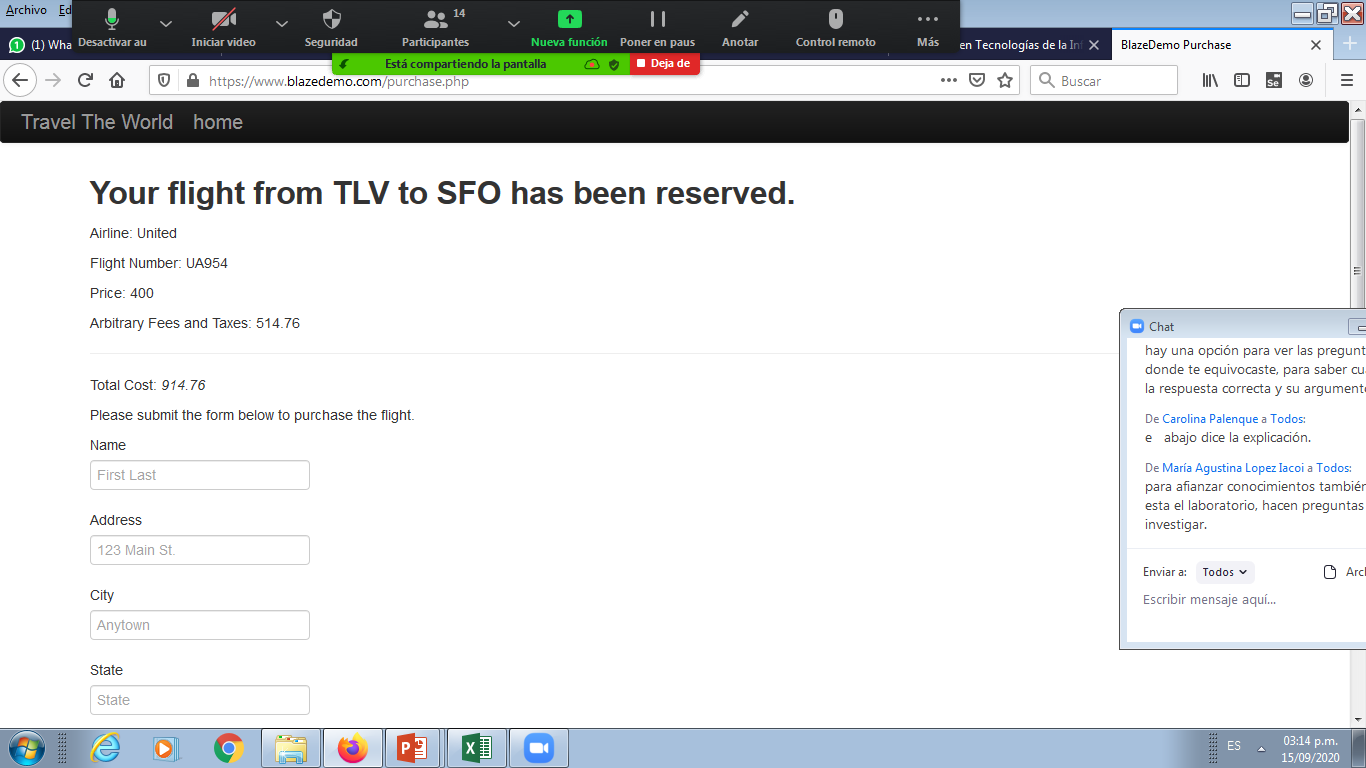 Archivo Ed
Desactivar au
Iniciar video
Seguridad
14
Participantes
Nueva función
Poner en paus
Anotar
Control remoto
Más
Está compartiendo la pantalla
Deja de
(1) Wha
en Tecnologías de la In
BlazeDemo Purchase
https://www.blazedemo.com/purchase.php
Buscar
Se
Travel The World home
Your flight from TLV to SFO has been reserved.
Airline: United
Flight Number: UA954
Price: 400
Arbitrary Fees and Taxes: 514.76
Total Cost: 914.76
Please submit the form below to purchase the flight.
Name
First Last
Address
123 Main St.
City
Anytown
State
State
Chat
hay una opción para ver las pregunt
donde te equivocaste, para saber cu
la respuesta correcta y su argument
De Carolina Palenque a Todos:
e abajo dice la explicación.
De María Agustina Lopez Iacoi a Todos:
para afianzar conocimientos tambié
esta el laboratorio, hacen preguntas
investigar.
Enviar a: Todos
Arc
Escribir mensaje aquí...
ES
03:14 p.m.
15/09/2020